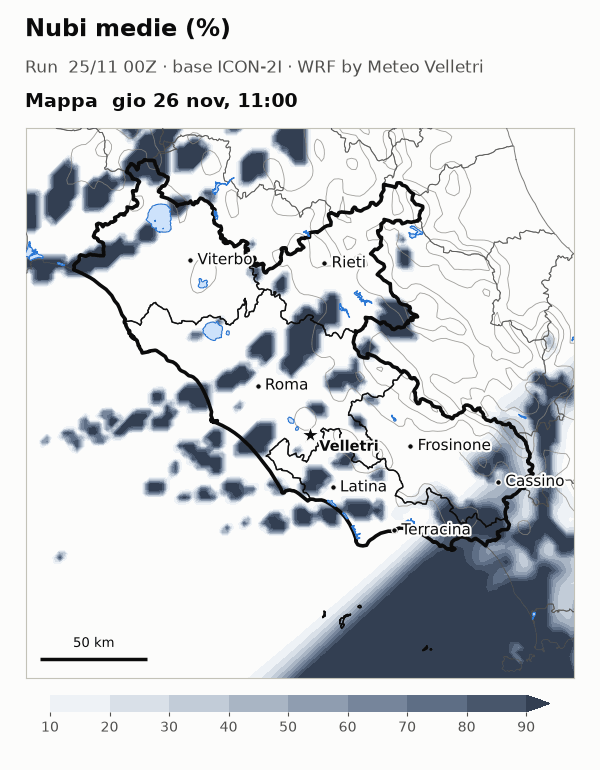 Nubi medie (%)
Run 25/11 00Z · base ICON-2I · WRF by Meteo Velletri
Mappa gio 26 nov, 11:00
Viterbo
Rieti
Roma
Velletri
Frosinone
Latina
Cassino
Terracina
50 km
10 20 30 40 50 60 70 80 90